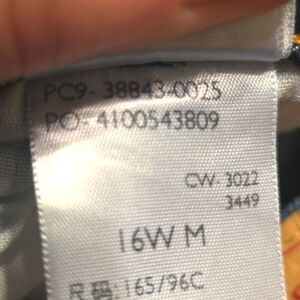 PC9- 38843-0025
PO- 4100543809
CW- 3022
3449
16W M
尺码:165/96C